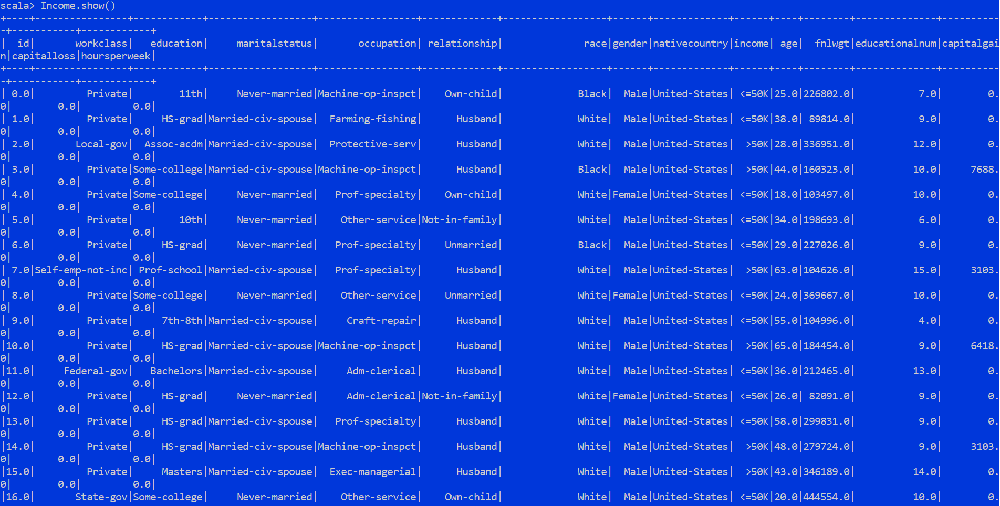 scala> Income.show()
+----+----------------+------------+------------------+-----------------+-------------+------------------+------+-------------+------+----+--------+--------------+----------
-+-----------+------------+
|  id|       workclass|   education|     maritalstatus|       occupation| relationship|              race|gender|nativecountry|income| age|  fnlwgt|educationalnum|capitalgai
n|capitalloss|hoursperweek|
+----+----------------+------------+------------------+-----------------+-------------+------------------+------+-------------+------+----+--------+--------------+----------
-+-----------+------------+
| 0.0|         Private|        11th|     Never-married|Machine-op-inspct|    Own-child|             Black|  Male|United-States| <=50K|25.0|226802.0|           7.0|        0.
0|        0.0|         0.0|
| 1.0|         Private|     HS-grad|Married-civ-spouse|  Farming-fishing|      Husband|             White|  Male|United-States| <=50K|38.0| 89814.0|           9.0|        0.
0|        0.0|         0.0|
| 2.0|       Local-gov|  Assoc-acdm|Married-civ-spouse|  Protective-serv|      Husband|             White|  Male|United-States|  >50K|28.0|336951.0|          12.0|        0.
0|        0.0|         0.0|
| 3.0|         Private|Some-college|Married-civ-spouse|Machine-op-inspct|      Husband|             Black|  Male|United-States|  >50K|44.0|160323.0|          10.0|     7688.
0|        0.0|         0.0|
| 4.0|         Private|Some-college|     Never-married|   Prof-specialty|    Own-child|             White|Female|United-States| <=50K|18.0|103497.0|          10.0|        0.
0|        0.0|         0.0|
| 5.0|         Private|        10th|     Never-married|    Other-service|Not-in-family|             White|  Male|United-States| <=50K|34.0|198693.0|           6.0|        0.
0|        0.0|         0.0|
| 6.0|         Private|     HS-grad|     Never-married|   Prof-specialty|    Unmarried|             Black|  Male|United-States| <=50K|29.0|227026.0|           9.0|        0.
0|        0.0|         0.0|
| 7.0|Self-emp-not-inc| Prof-school|Married-civ-spouse|   Prof-specialty|      Husband|             White|  Male|United-States|  >50K|63.0|104626.0|          15.0|     3103.
0|        0.0|         0.0|
| 8.0|         Private|Some-college|     Never-married|    Other-service|    Unmarried|             White|Female|United-States| <=50K|24.0|369667.0|          10.0|        0.
0|        0.0|         0.0|
| 9.0|         Private|     7th-8th|Married-civ-spouse|     Craft-repair|      Husband|             White|  Male|United-States| <=50K|55.0|104996.0|           4.0|        0.
0|        0.0|         0.0|
|10.0|         Private|     HS-grad|Married-civ-spouse|Machine-op-inspct|      Husband|             White|  Male|United-States|  >50K|65.0|184454.0|           9.0|     6418.
0|        0.0|         0.0|
|11.0|     Federal-gov|   Bachelors|Married-civ-spouse|     Adm-clerical|      Husband|             White|  Male|United-States| <=50K|36.0|212465.0|          13.0|        0.
0|        0.0|         0.0|
|12.0|         Private|     HS-grad|     Never-married|     Adm-clerical|Not-in-family|             White|Female|United-States| <=50K|26.0| 82091.0|           9.0|        0.
0|        0.0|         0.0|
|13.0|         Private|     HS-grad|Married-civ-spouse|   Prof-specialty|      Husband|             White|  Male|United-States| <=50K|58.0|299831.0|           9.0|        0.
0|        0.0|         0.0|
|14.0|         Private|     HS-grad|Married-civ-spouse|Machine-op-inspct|      Husband|             White|  Male|United-States|  >50K|48.0|279724.0|           9.0|     3103.
0|        0.0|         0.0|
|15.0|         Private|     Masters|Married-civ-spouse|  Exec-managerial|      Husband|             White|  Male|United-States|  >50K|43.0|346189.0|          14.0|        0.
0|        0.0|         0.0|
|16.0|       State-gov|Some-college|     Never-married|    Other-service|    Own-child|             White|  Male|United-States| <=50K|20.0|444554.0|          10.0|        0.